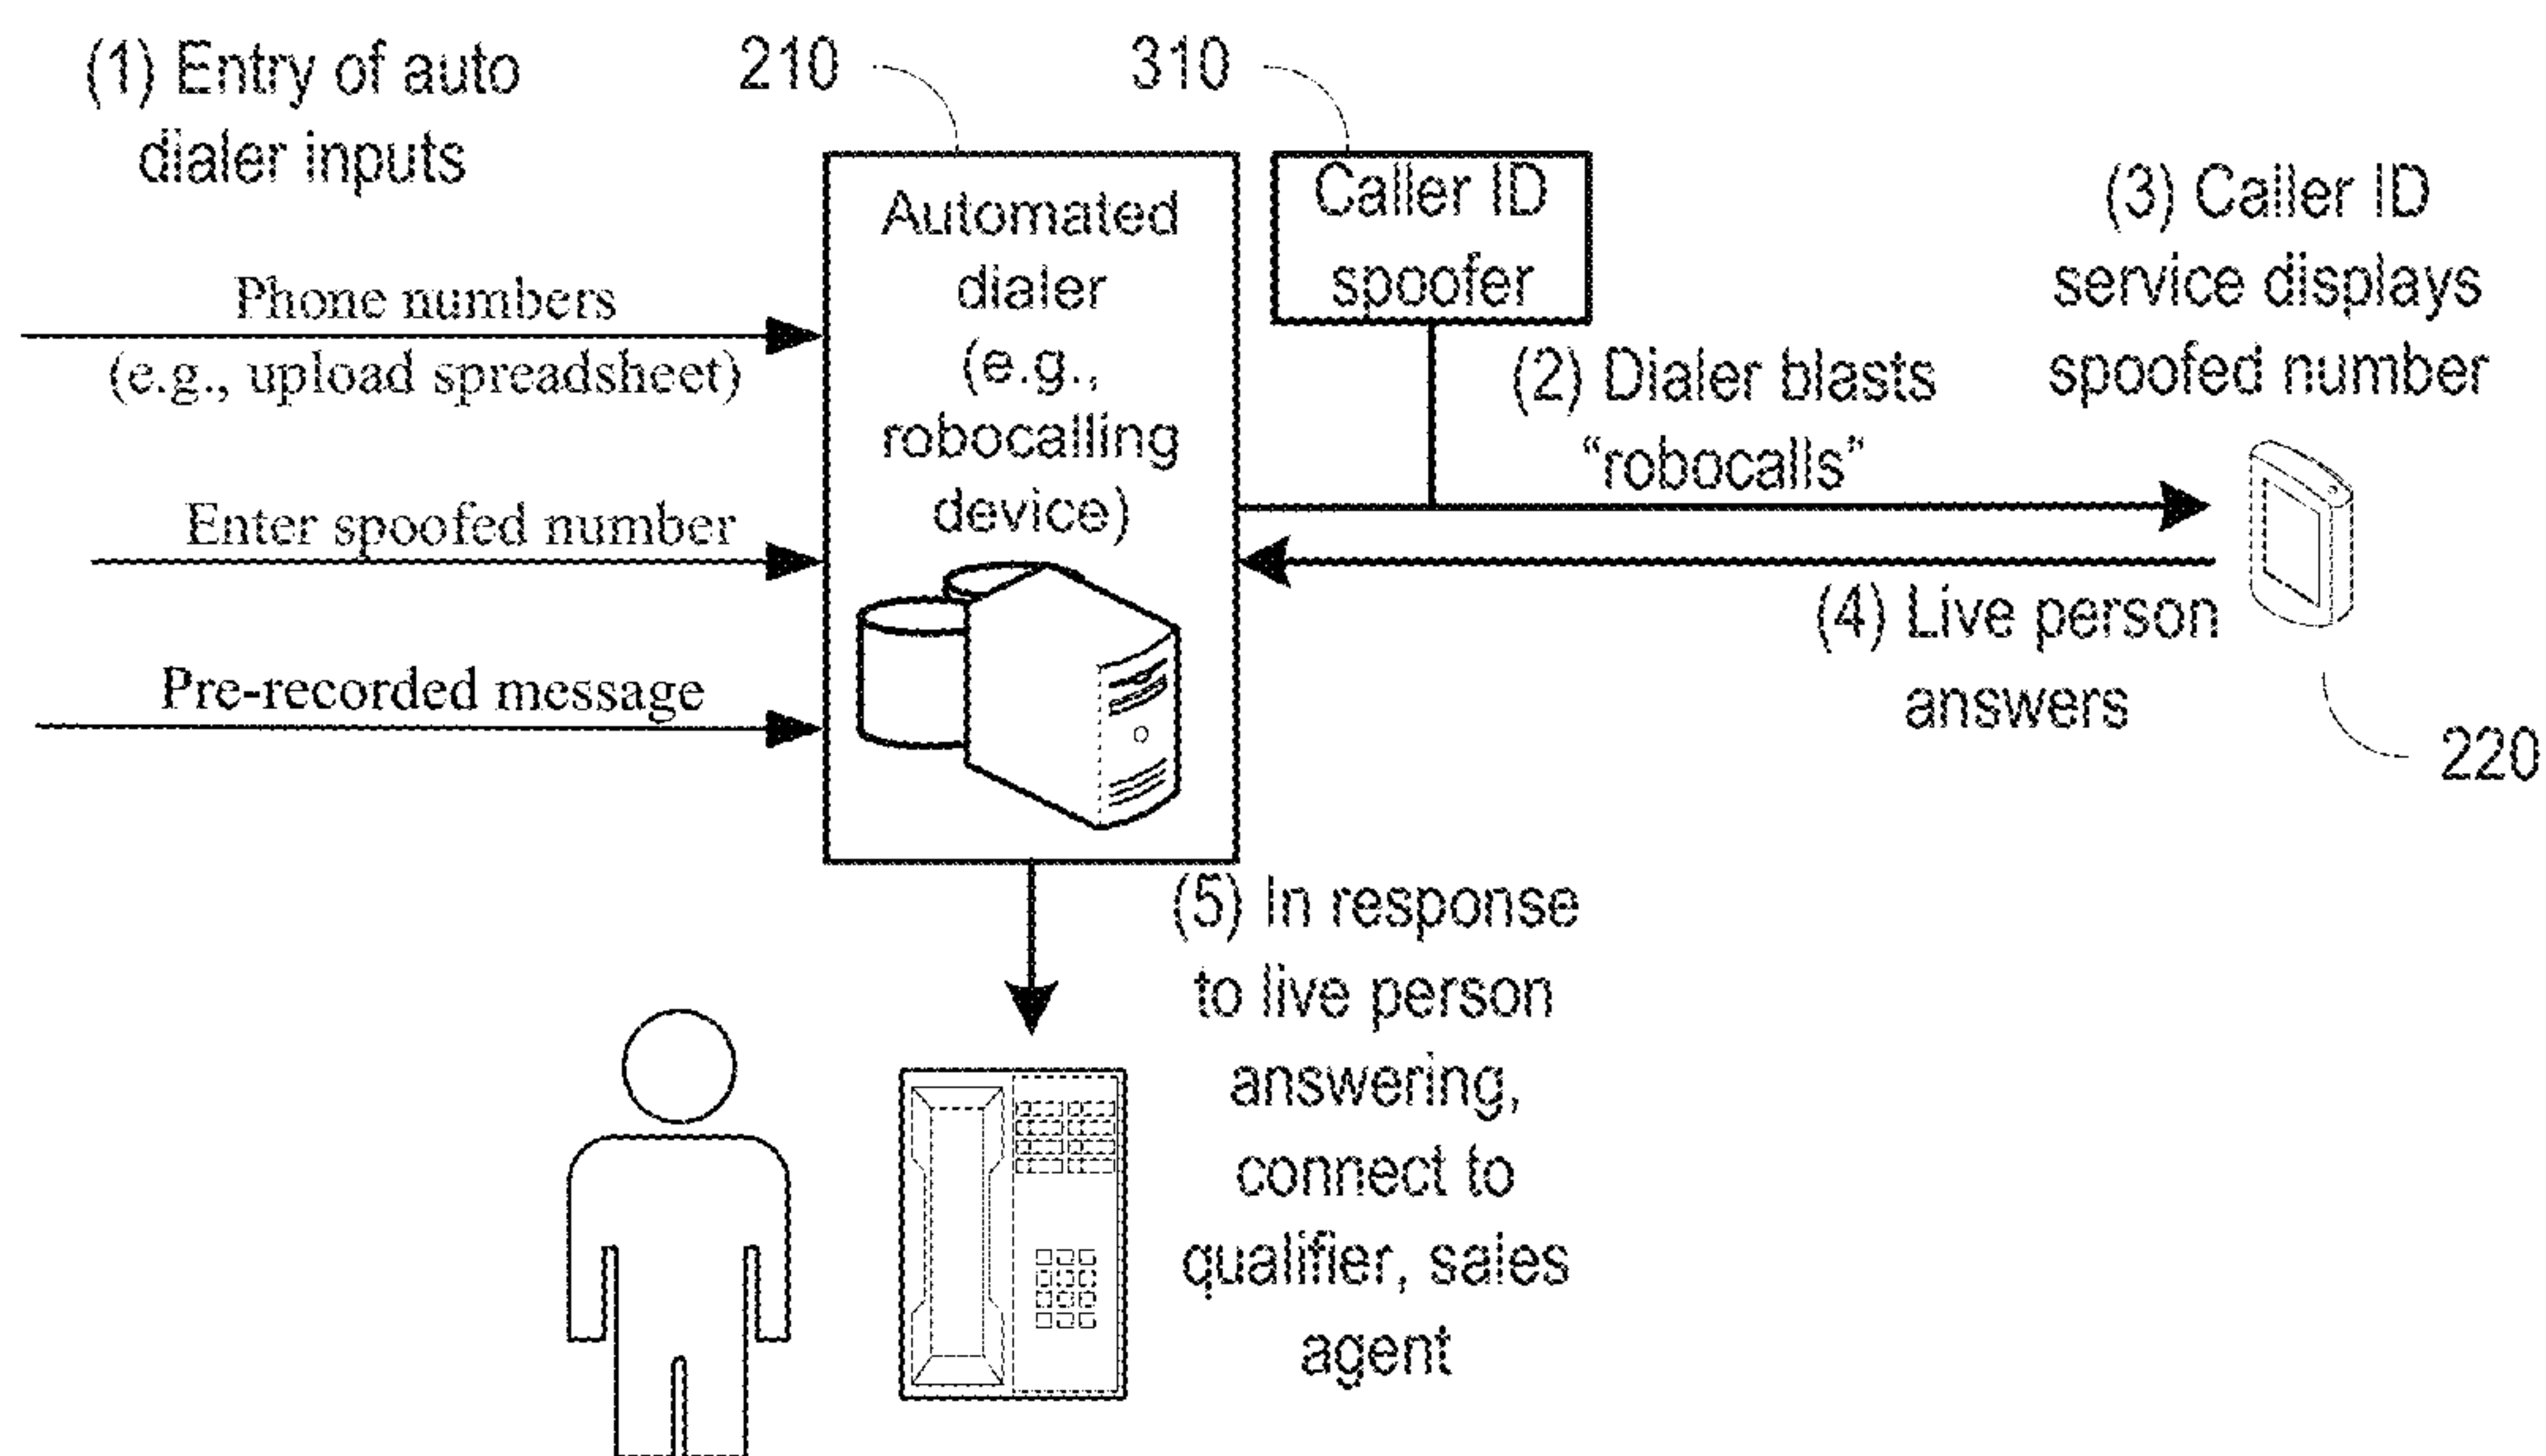 (1) Entry of auto
dialer inputs
210
310
Phone numbers
(e.g., upload spreadsheet)
Enter spoofed number
Pre-recorded message
Automated
dialer
(e.g.,
robocalling
device)
Caller ID
spoofer
(2) Dialer blasts
“robocalls”
(3) Caller ID
service displays
spoofed number
(4) Live person
answers
220
(5) In response
to live person
answering,
connect to
qualifier, sales
agent